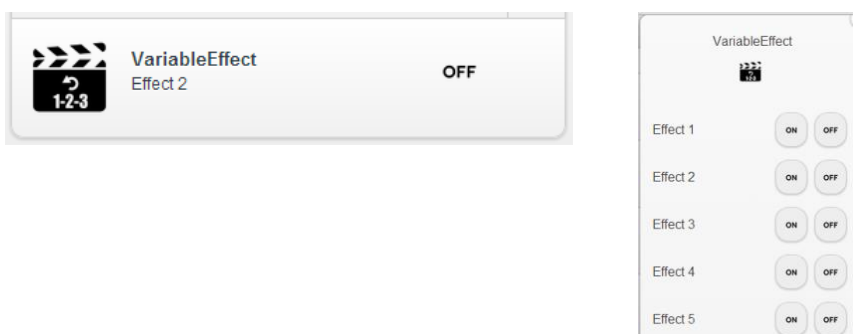 VariableEffect
Effect 2
OFF
1-2-3
VariableEffect
Effect 1 ON OFF
Effect 2 ON OFF
Effect 3 ON OFF
Effect 4 ON OFF
Effect 5 ON OFF